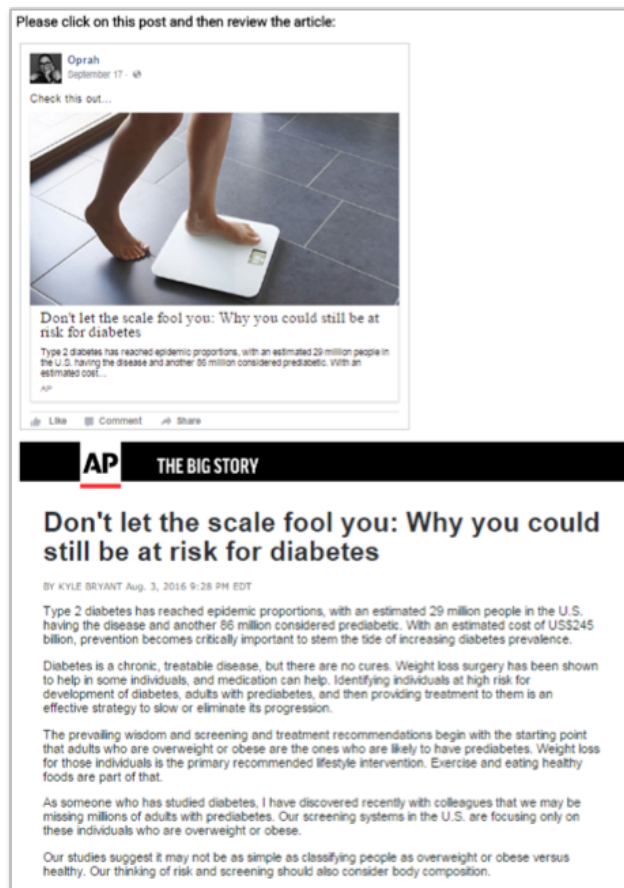 Please click on this post and then review the article:
Oprah
September 17 ·
Check this out...
Don't let the scale fool you: Why you could still be at
risk for diabetes
Type 2 diabetes has reached epidemic proportions, with an estimated 29 million people in
the U.S. having the disease and another 86 million considered prediabetic. With an
estimated cost...
AP
Like Comment Share
AP THE BIG STORY
Don't let the scale fool you: Why you could
still be at risk for diabetes
BY KYLE BRYANT Aug. 3, 2016 9:28 PM EDT
Type 2 diabetes has reached epidemic proportions, with an estimated 29 million people in the U.S.
having the disease and another 86 million considered prediabetic. With an estimated cost of US$245
billion, prevention becomes critically important to stem the tide of increasing diabetes prevalence.
Diabetes is a chronic, treatable disease, but there are no cures. Weight loss surgery has been shown
to help in some individuals, and medication can help. Identifying individuals at high risk for
development of diabetes, adults with prediabetes, and then providing treatment to them is an
effective strategy to slow or eliminate its progression.
The prevailing wisdom and screening and treatment recommendations begin with the starting point
that adults who are overweight or obese are the ones who are likely to have prediabetes. Weight loss
for those individuals is the primary recommended lifestyle intervention. Exercise and eating healthy
foods are part of that.
As someone who has studied diabetes, I have discovered recently with colleagues that we may be
missing millions of adults with prediabetes. Our screening systems in the U.S. are focusing only on
these individuals who are overweight or obese.
Our studies suggest it may not be as simple as classifying people as overweight or obese versus
healthy. Our thinking of risk and screening should also consider body composition.